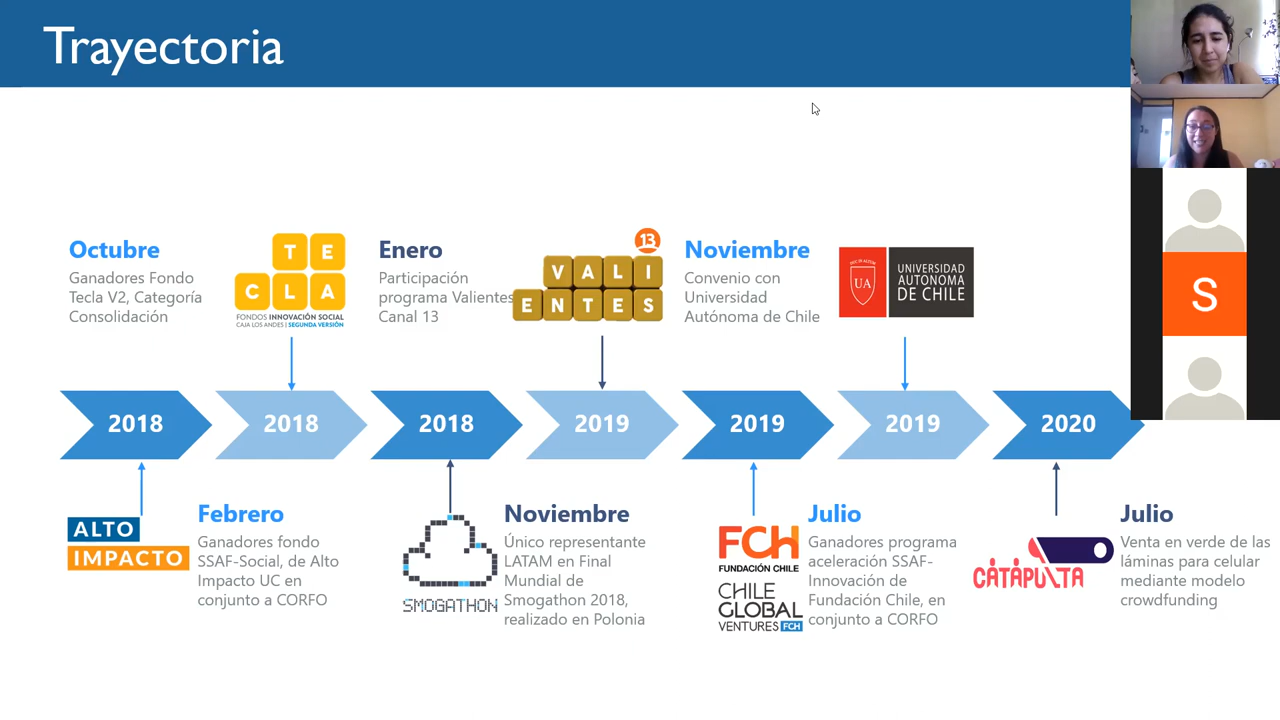 Trayectoria
Octubre
Ganadores Fondo
Tecla V2, Categoría
Consolidación
TE
CLA
FONDOS INNOVACIÓN SOCIAL
CAJA LOS ANDES | SEGUNDA VERSIÓN
Enero
Participación
programa Valientes
Canal 13
13
VALI
ENTES
Noviembre
Convenio con
Universidad
Autónoma de Chile
UA
UNIVERSIDAD
AUTÓNOMA
DE CHILE
S
2018
2018
2018
2019
2019
2019
2020
ALTO
IMPACTO
Febrero
Ganadores fondo
SSAF-Social, de Alto
Impacto UC en
conjunto a CORFO
SMOGATHON
Noviembre
Único representante
LATAM en Final
Mundial de
Smogathon 2018,
realizado en Polonia
FCH
FUNDACIÓN CHILE
CHILE
GLOBAL
VENTURES FCH
Julio
Ganadores programa
aceleración SSAF-
Innovación de
Fundación Chile, en
conjunto a CORFO
CATAPULTA
Julio
Venta en verde de las
láminas para celular
mediante modelo
crowdfunding